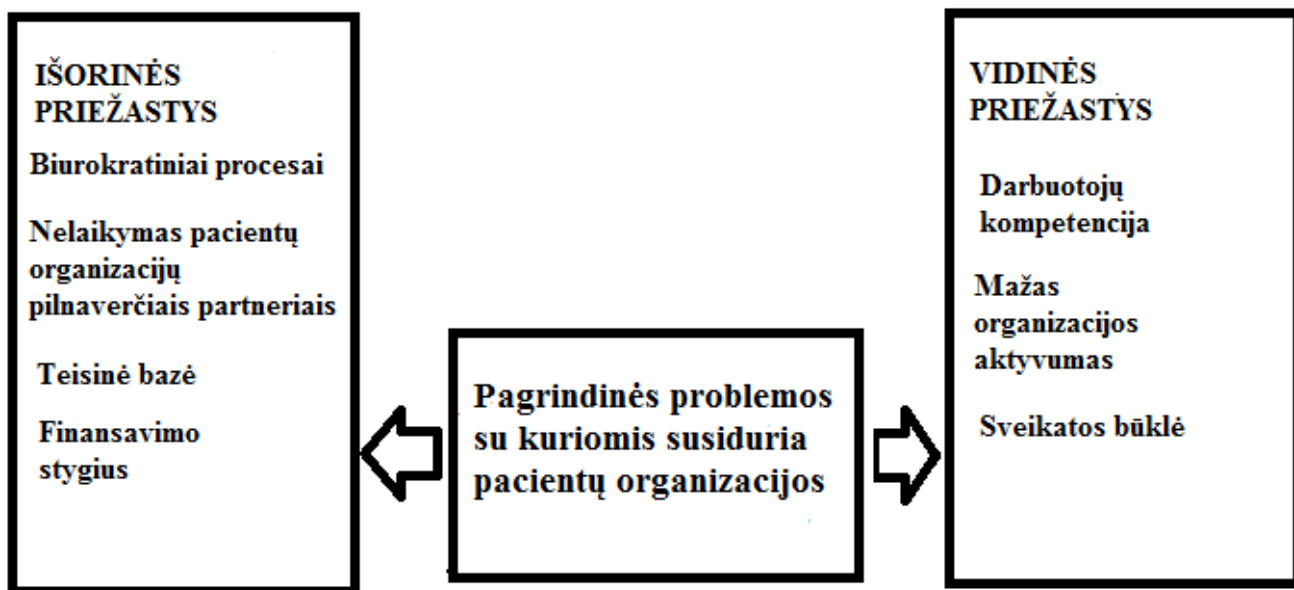 IŠORINĖS
PRIEŽASTYS
Biurokratiniai procesai
Nelaikymas pacientų
organizacijų
pilnaverčiais partneriais
Teisinė bazė
Finansavimo
stygius
Pagrindinės problemos
su kuriomis susiduria
pacientų organizacijos
VIDINĖS
PRIEŽASTYS
Darbuotojų
kompetencija
Mažas
organizacijos
aktyvumas
Sveikatos būklė